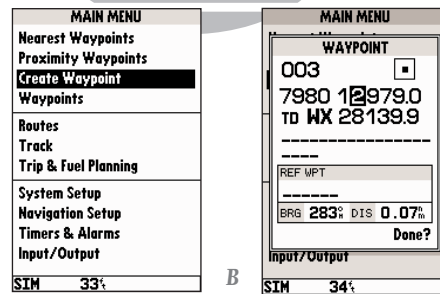 MAIN MENU
Nearest Waypoints
Proximity Waypoints
Create Waypoint
Waypoints
Routes
Track
Trip & Fuel Planning
System Setup
Navigation Setup
Timers & Alarms
Input/Output
SIM 33
B
MAIN MENU
WAYPOINT
003
7980 12979.0
TD WX 28139.9
REF WPT
BRG 283 DIS 0.07
Done?
Input/Output
SIM 34